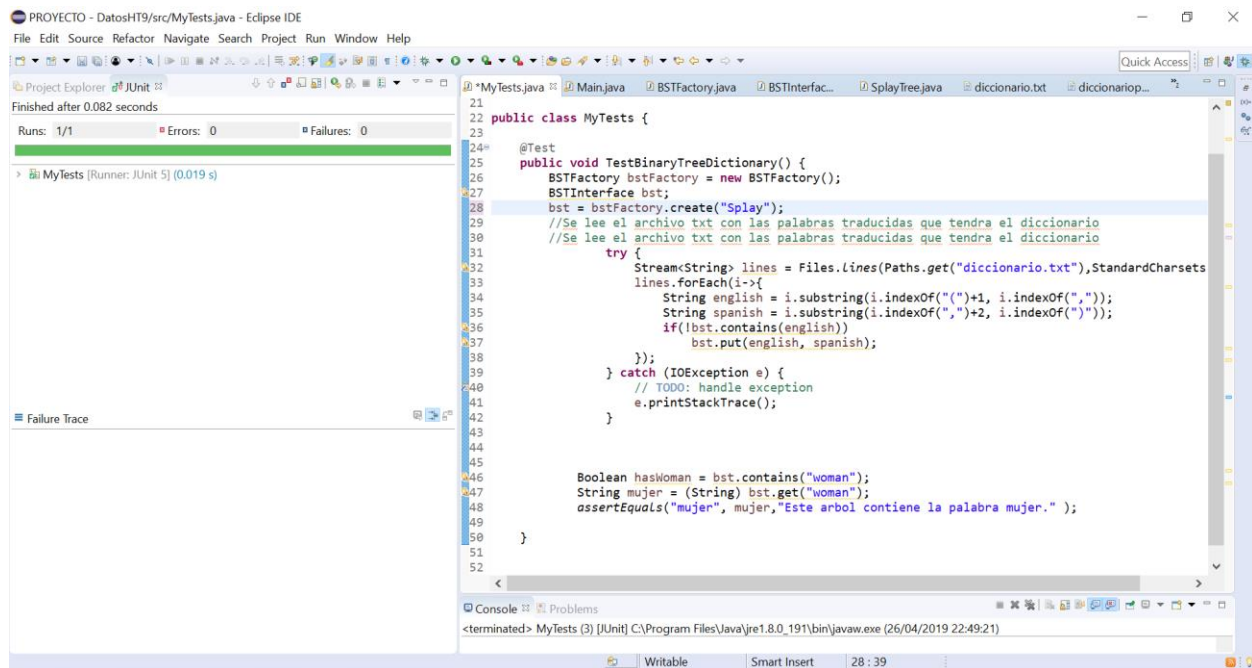 PROYECTO - DatosHT9/src/MyTests.java - Eclipse IDE
File Edit Source Refactor Navigate Search Project Run Window Help
Quick Access
Project Explorer JUnit
Finished after 0.082 seconds
Runs: 1/1 Errors: 0 Failures: 0
MyTests [Runner: JUnit 5] (0.019 s)
Failure Trace
*MyTests.java Main.java BSTFactory.java BSTInterfac... SplayTree.java diccionario.txt diccionariop...
21
22 public class MyTests {
23
24 @Test
25 public void TestBinaryTreeDictionary() {
26 BSTFactory bstFactory = new BSTFactory();
27 BSTInterface bst;
28 bst = bstFactory.create("Splay");
29 //Se lee el archivo txt con las palabras traducidas que tendra el diccionario
30 //Se lee el archivo txt con las palabras traducidas que tendra el diccionario
31 try {
32 Stream<String> lines = Files.lines(Paths.get("diccionario.txt"),StandardCharsets
33 lines.forEach(i->{
34 String english = i.substring(i.indexOf("(")+1, i.indexOf(","));
35 String spanish = i.substring(i.indexOf(",")+2, i.indexOf(")"));
36 if(!bst.contains(english))
37 bst.put(english, spanish);
38 });
39 } catch (IOException e) {
40 // TODO: handle exception
41 e.printStackTrace();
42 }
43
44
45
46 Boolean hasWoman = bst.contains("woman");
47 String mujer = (String) bst.get("woman");
48 assertEquals("mujer", mujer,"Este arbol contiene la palabra mujer." );
49
50 }
51
52
Console Problems
<terminated> MyTests (3) [JUnit] C:\Program Files\Java\jre1.8.0_191\bin\javaw.exe (26/04/2019 22:49:21)
Writable Smart Insert 28 : 39